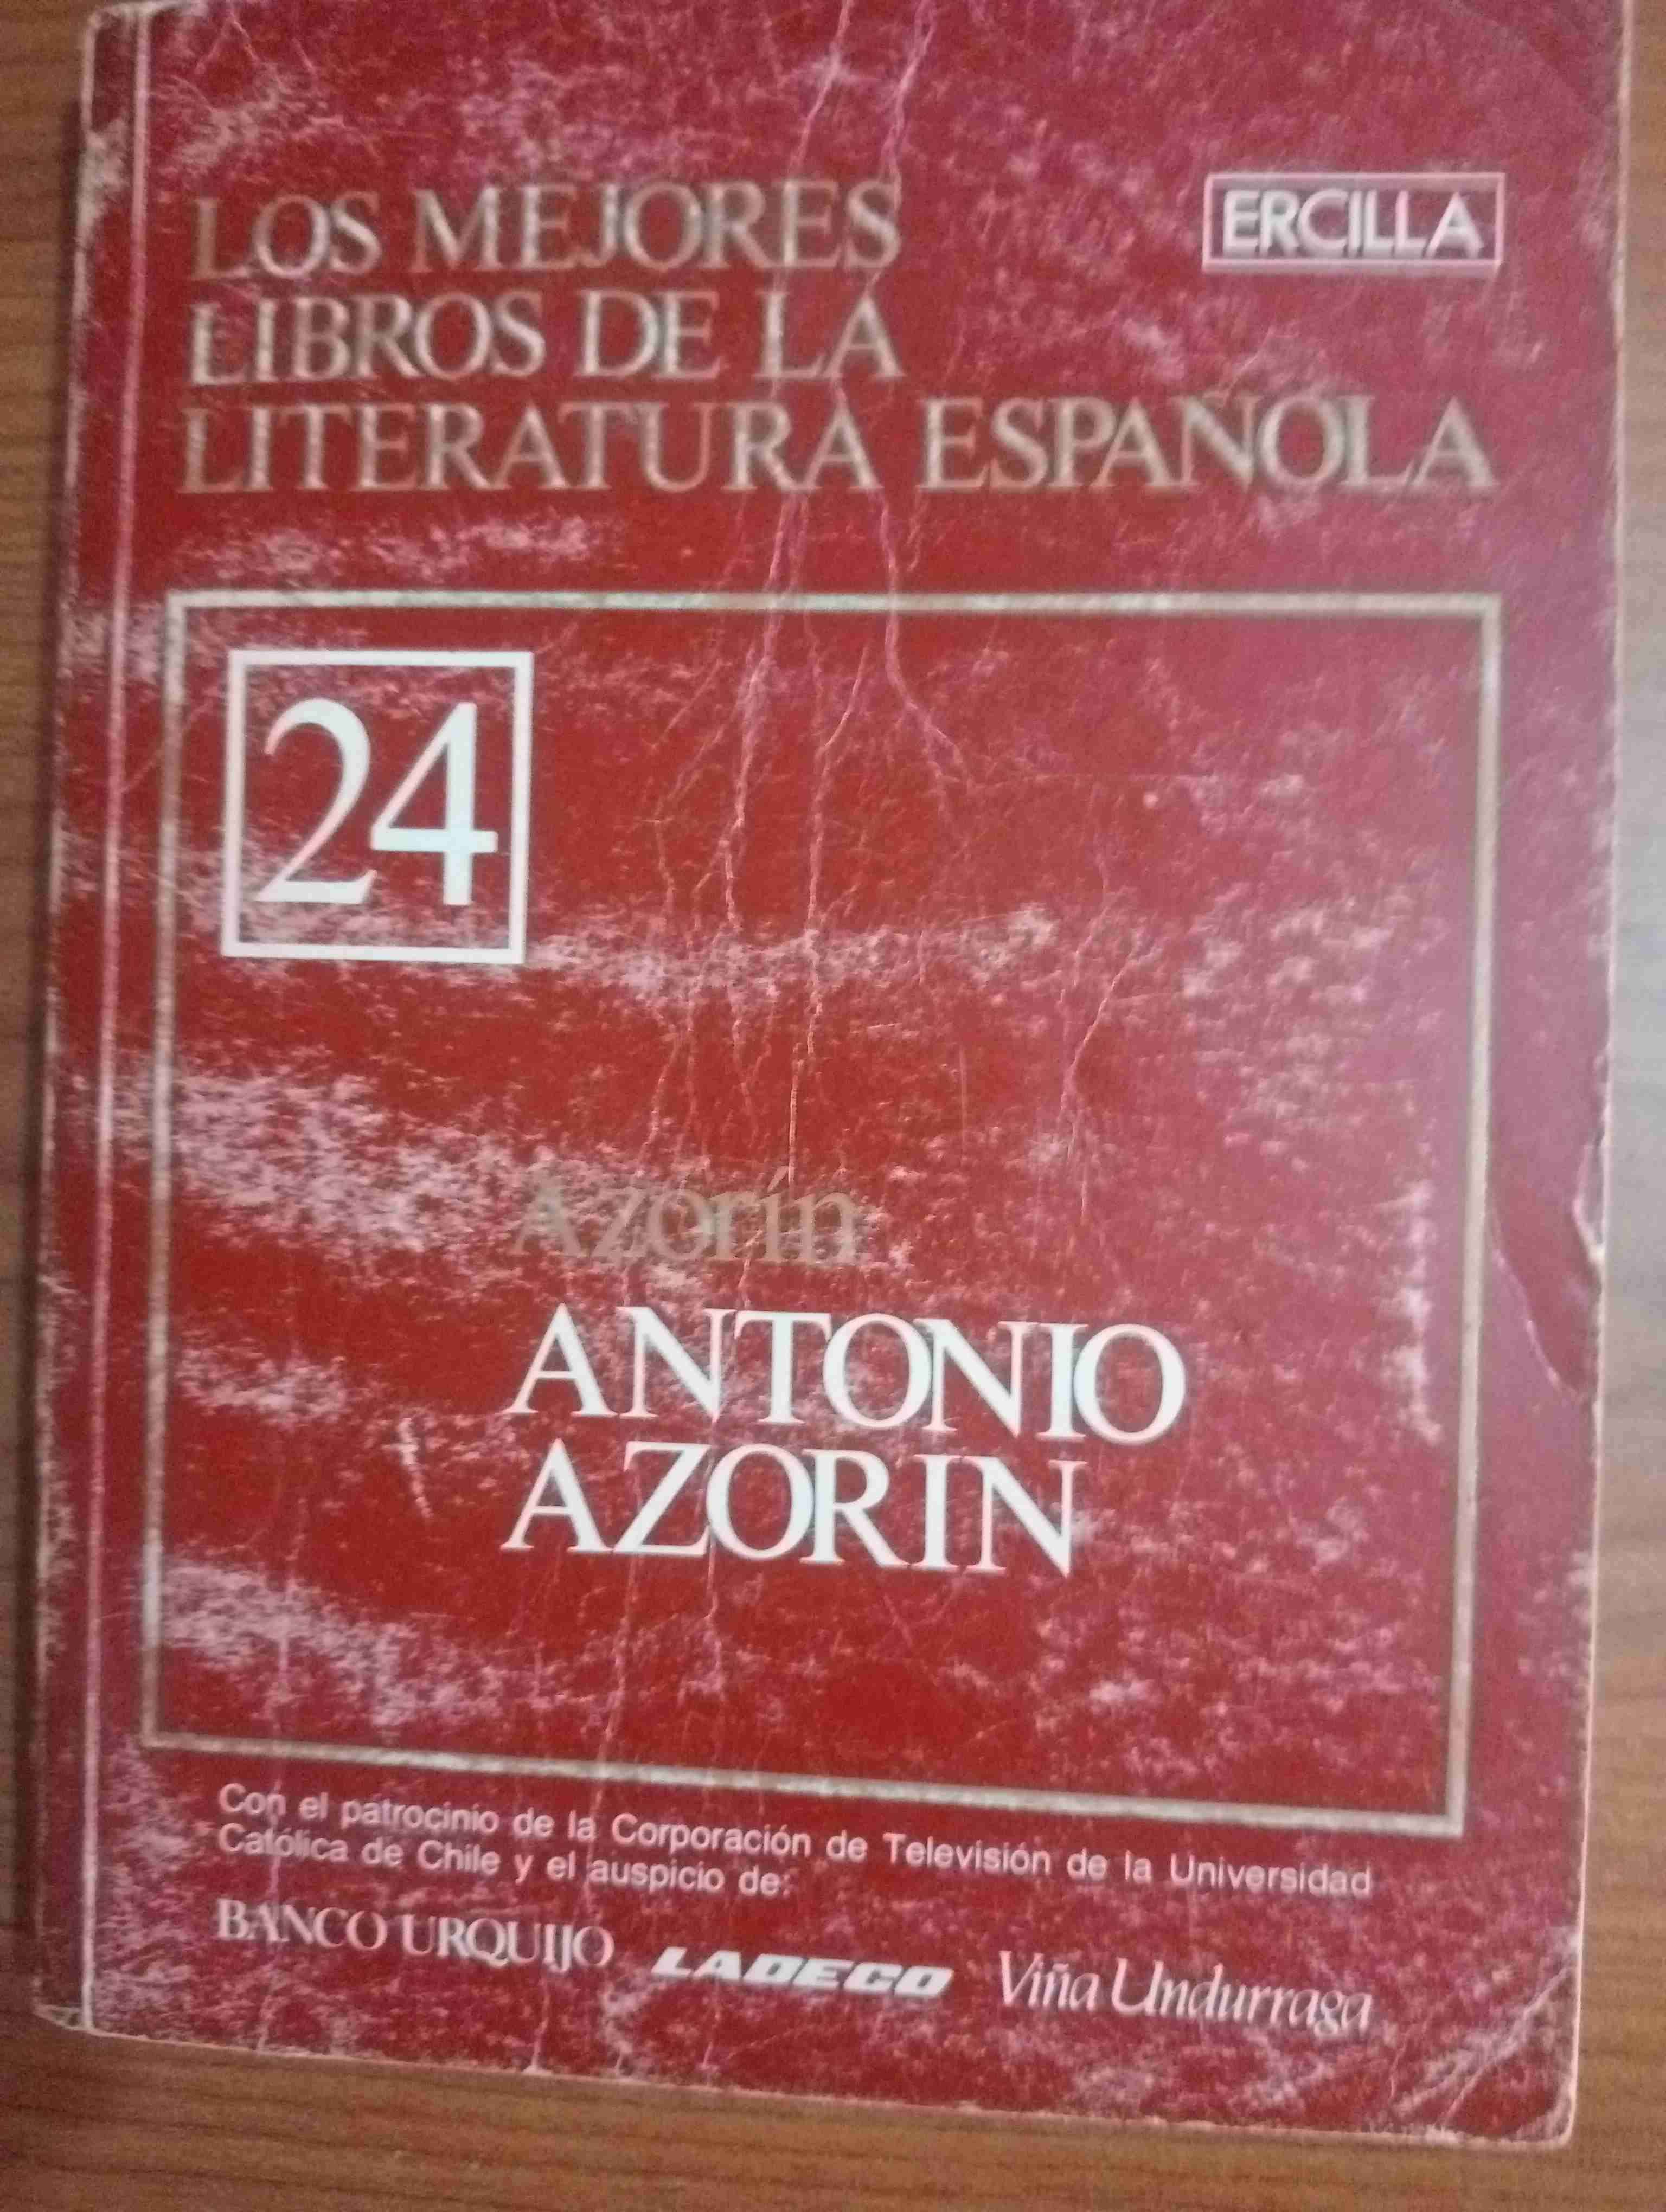 LOS MEJORES
LIBROS DE LA
LITERATURA ESPAÑOLA
ERCILLA
24
Azorín
ANTONIO
AZORIN
Con el patrocinio de la Corporación de Televisión de la Universidad
Católica de Chile y el auspicio de:
BANCO URQUIJO LADECO Viña Undurraga